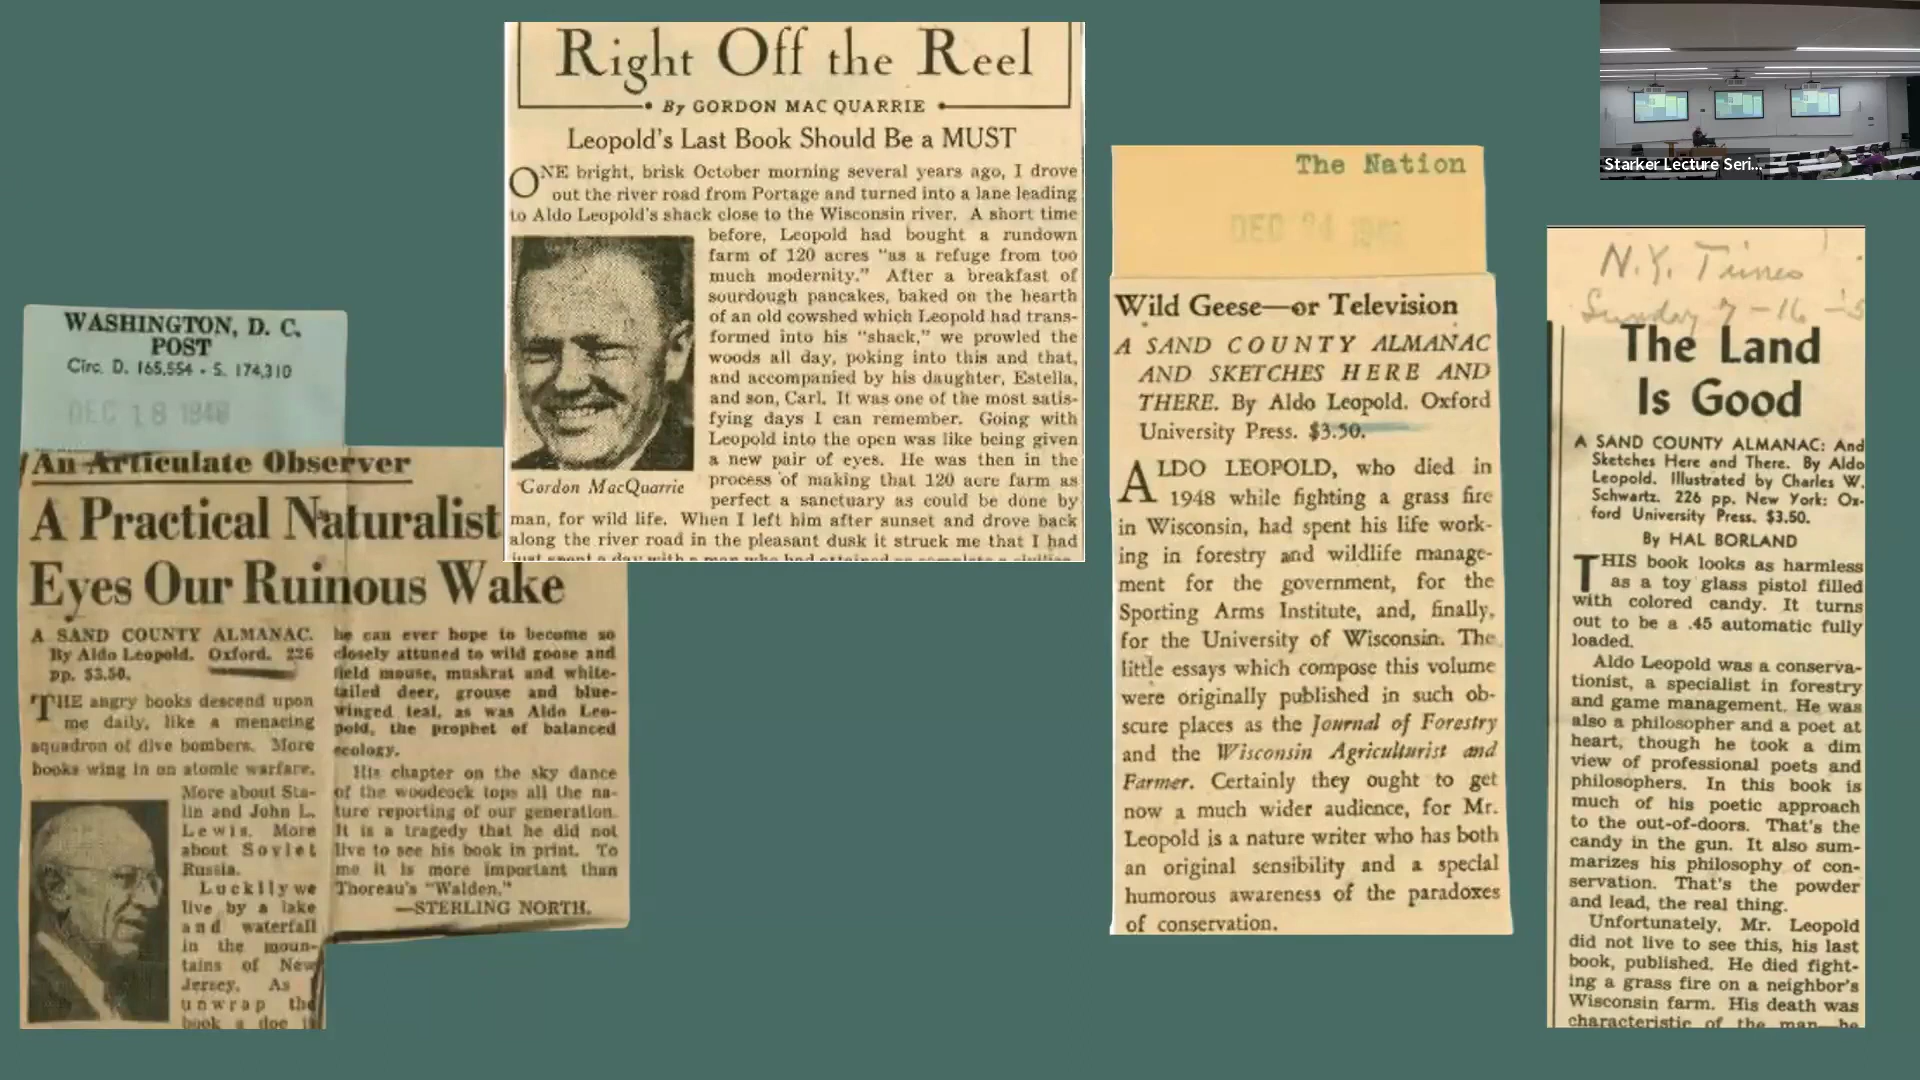 WASHINGTON, D. C.
POST
Circ. D. 165,554 - S. 174,310
An Articulate Observer
A Practical Naturalist
Eyes Our Ruinous Wake
A SAND COUNTY ALMANAC.
By Aldo Leopold. Oxford. 226
pp. $3.50.
THE angry books descend upon
me daily, like a menacing
squadron of dive bombers. More
books wing in on atomic warfare.
More about Sta-
lin and John L.
Lewis. More
about Soviet
Russia.
Luckily we
live by a lake
and waterfall
in the moun-
tains of New
Jersey. As
unwrap the
book a doe
he can ever hope to become so
closely attuned to wild goose and
field mouse, muskrat and white-
tailed deer, grouse and blue-
winged teal, as was Aldo Leo-
pold, the prophet of balanced
ecology.
His chapter on the sky dance
of the woodcock tops all the na-
ture reporting of our generation.
It is a tragedy that he did not
live to see his book in print. To
me it is more important than
Thoreau's "Walden."
—STERLING NORTH.
Right Off the Reel
• By GORDON MAC QUARRIE •
Leopold's Last Book Should Be a MUST
ONE bright, brisk October morning several years ago, I drove
out the river road from Portage and turned into a lane leading
to Aldo Leopold's shack close to the Wisconsin river. A short time
before, Leopold had bought a rundown
farm of 120 acres "as a refuge from too
much modernity." After a breakfast of
sourdough pancakes, baked on the hearth
of an old cowshed which Leopold had trans-
formed into his "shack," we prowled the
woods all day, poking into this and that,
and accompanied by his daughter, Estella,
and son, Carl. It was one of the most satis-
fying days I can remember. Going with
Leopold into the open was like being given
a new pair of eyes. He was then in the
process of making that 120 acre farm as
perfect a sanctuary as could be done by
man, for wild life. When I left him after sunset and drove back
along the river road in the pleasant dusk it struck me that I had
Gordon MacQuarrie
The Nation
DEC 24
Wild Geese—or Television
A SAND COUNTY ALMANAC
AND SKETCHES HERE AND
THERE. By Aldo Leopold. Oxford
University Press. $3.50.
ALDO LEOPOLD, who died in
1948 while fighting a grass fire
in Wisconsin, had spent his life work-
ing in forestry and wildlife manage-
ment for the government, for the
Sporting Arms Institute, and, finally,
for the University of Wisconsin. The
little essays which compose this volume
were originally published in such ob-
scure places as the Journal of Forestry
and the Wisconsin Agriculturist and
Farmer. Certainly they ought to get
now a much wider audience, for Mr.
Leopold is a nature writer who has both
an original sensibility and a special
humorous awareness of the paradoxes
of conservation.
Starker Lecture Seri...
N.Y. Times
Sunday 7-16-
The Land
Is Good
A SAND COUNTY ALMANAC: And
Sketches Here and There. By Aldo
Leopold. Illustrated by Charles W.
Schwartz. 226 pp. New York: Ox-
ford University Press. $3.50.
By HAL BORLAND
THIS book looks as harmless
as a toy glass pistol filled
with colored candy. It turns
out to be a .45 automatic fully
loaded.
Aldo Leopold was a conserva-
tionist, a specialist in forestry
and game management. He was
also a philosopher and a poet at
heart, though he took a dim
view of professional poets and
philosophers. In this book is
much of his poetic approach
to the out-of-doors. That's the
candy in the gun. It also sum-
marizes his philosophy of con-
servation. That's the powder
and lead, the real thing.
Unfortunately, Mr. Leopold
did not live to see this, his last
book, published. He died fight-
ing a grass fire on a neighbor's
Wisconsin farm. His death was
characteristic of the man, he